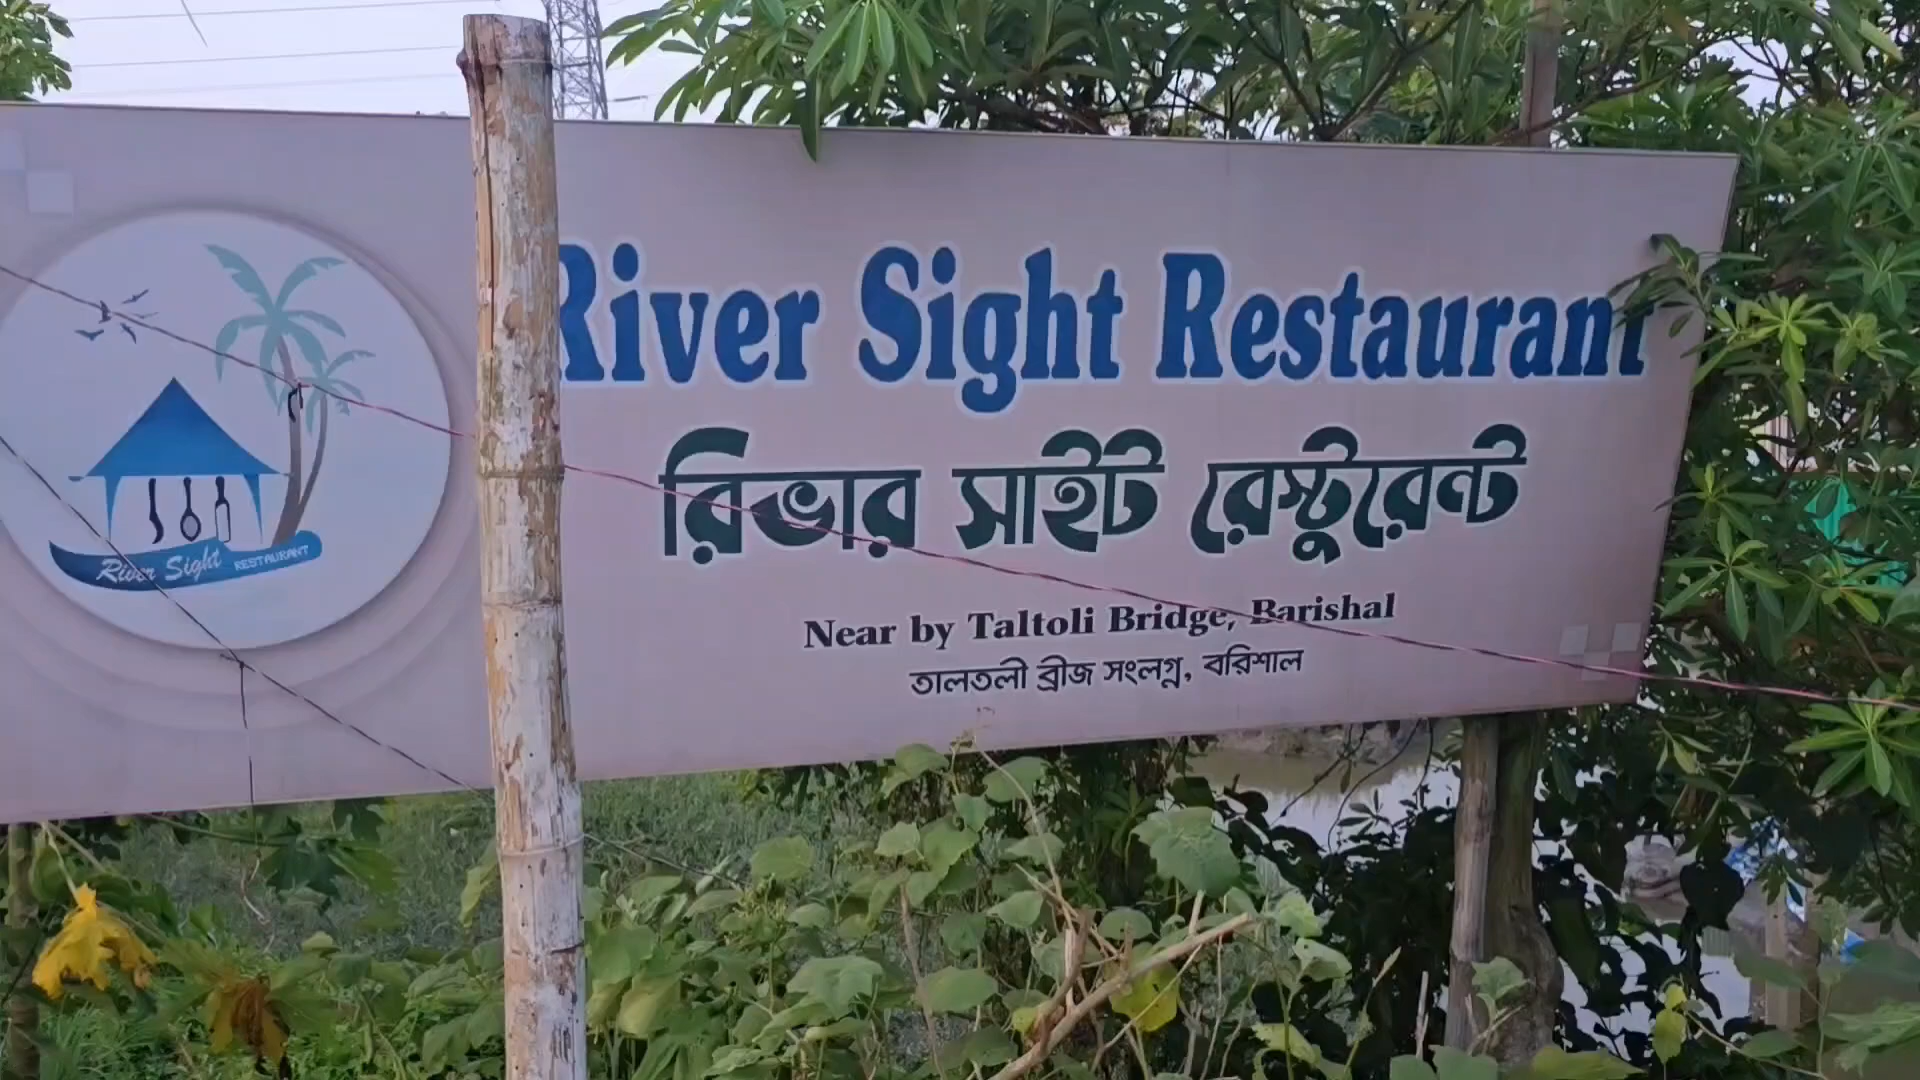 River Sight RESTAURANT
River Sight Restaurant
রিভার সাইট রেস্টুরেন্ট
Near by Taltoli Bridge, Barishal
তালতলী ব্রীজ সংলগ্ন, বরিশাল